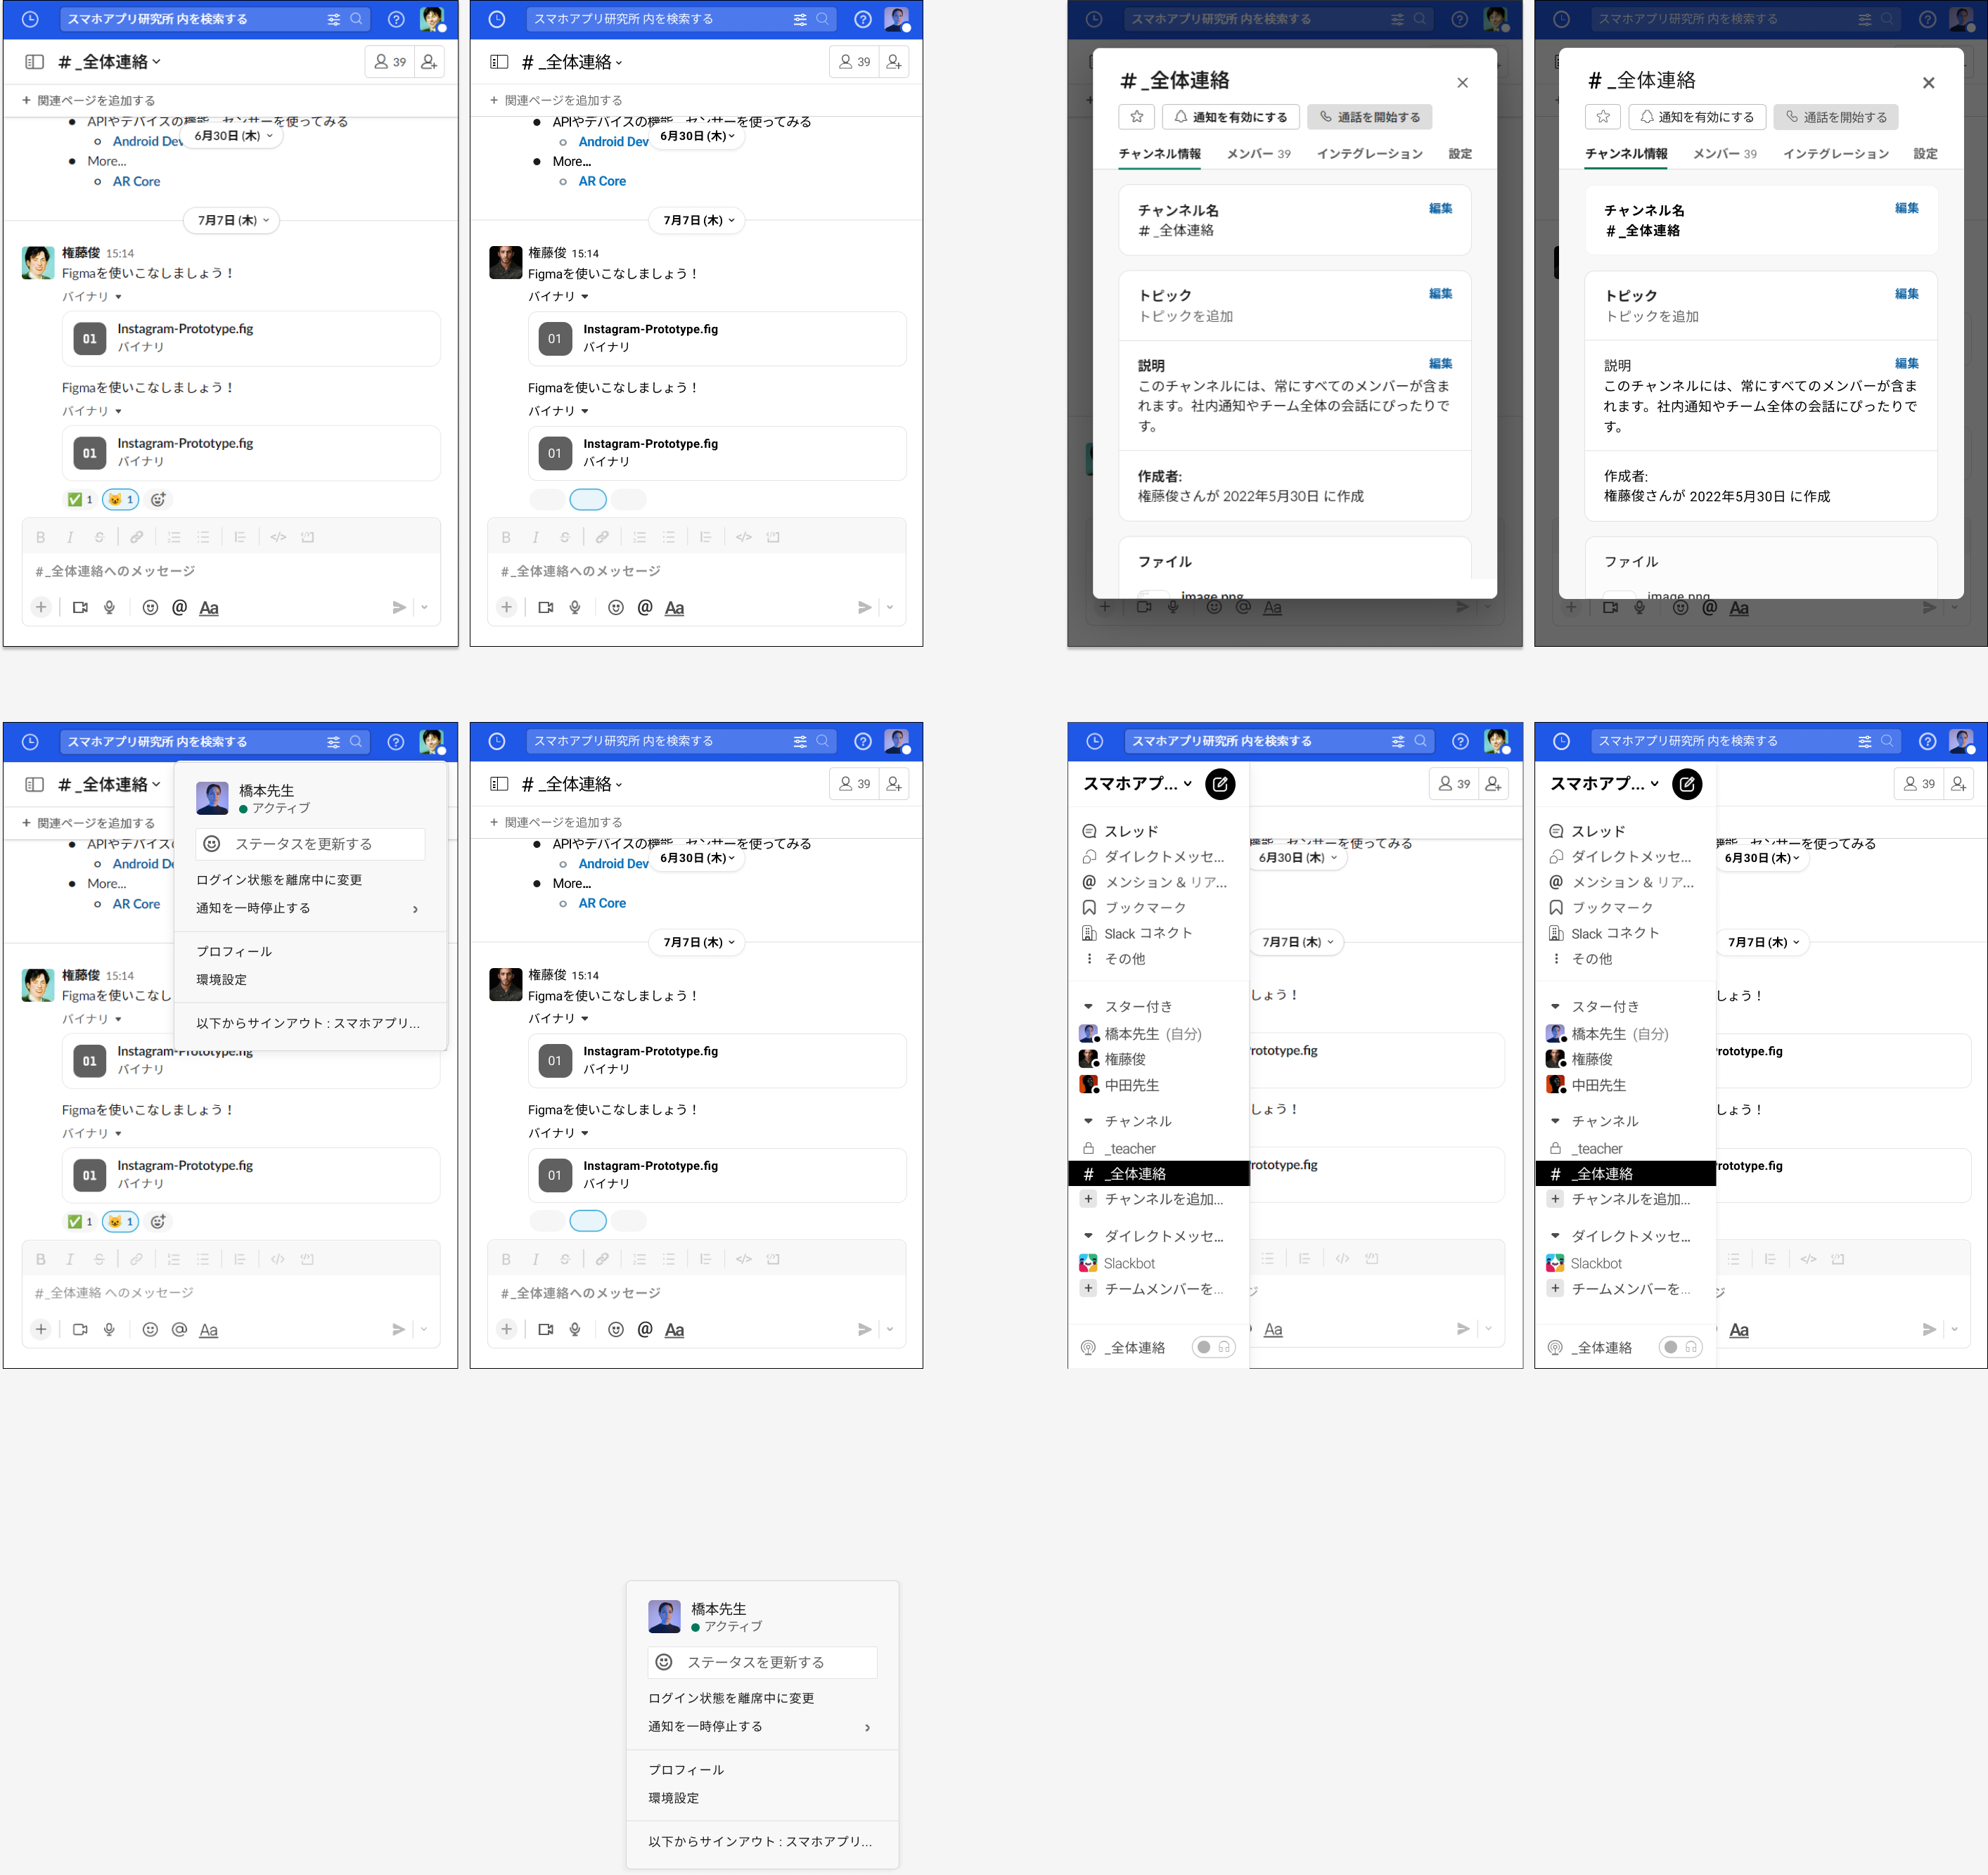 スマホアプリ研究所 内を検索する
# _全体連絡
39
+ 関連ページを追加する
APIやデバイスの機能、センサーを使ってみる
6月30日 (木)
Android Dev
More...
AR Core
7月7日 (木)
権藤俊 15:14
Figmaを使いこなしましょう！
バイナリ
01
Instagram-Prototype.fig
バイナリ
Figmaを使いこなしましょう！
バイナリ
01
Instagram-Prototype.fig
バイナリ
1
1
B I S
#_全体連絡へのメッセージ
@ Aa
スマホアプリ研究所 内を検索する
# _全体連絡
39
+ 関連ページを追加する
APIやデバイスの機能、センサーを使ってみる
6月30日 (木)
Android Dev
More...
AR Core
7月7日 (木)
権藤俊 15:14
Figmaを使いこなしましょう！
バイナリ
01
Instagram-Prototype.fig
バイナリ
Figmaを使いこなしましょう！
バイナリ
01
Instagram-Prototype.fig
バイナリ
B I S
#_全体連絡へのメッセージ
@ Aa
スマホアプリ研究所 内を検索する
# _全体連絡
通知を有効にする
通話を開始する
チャンネル情報 メンバー 39 インテグレーション 設定
チャンネル名 編集
# _全体連絡
トピック 編集
トピックを追加
説明 編集
このチャンネルには、常にすべてのメンバーが含ま
れます。社内通知やチーム全体の会話にぴったりで
す。
作成者:
権藤俊さんが 2022年5月30日 に作成
ファイル
image.png
@ Aa
スマホアプリ研究所 内を検索する
# _全体連絡
通知を有効にする
通話を開始する
チャンネル情報 メンバー 39 インテグレーション 設定
チャンネル名 編集
# _全体連絡
トピック 編集
トピックを追加
説明 編集
このチャンネルには、常にすべてのメンバーが含ま
れます。社内通知やチーム全体の会話にぴったりで
す。
作成者:
権藤俊さんが 2022年5月30日 に作成
ファイル
image.png
@ Aa
スマホアプリ研究所 内を検索する
# _全体連絡
+ 関連ページを追加する
APIやデバイスの
Android De
More...
AR Core
橋本先生
アクティブ
ステータスを更新する
ログイン状態を離席中に変更
通知を一時停止する
プロフィール
環境設定
以下からサインアウト : スマホアプリ...
権藤俊 15:14
Figmaを使いこなし
バイナリ
01
Instagram-Prototype.fig
バイナリ
Figmaを使いこなしましょう！
バイナリ
01
Instagram-Prototype.fig
バイナリ
1
1
B I S
#_全体連絡 へのメッセージ
@ Aa
スマホアプリ研究所 内を検索する
# _全体連絡
39
+ 関連ページを追加する
APIやデバイスの機能、センサーを使ってみる
6月30日 (木)
Android Dev
More...
AR Core
7月7日 (木)
権藤俊 15:14
Figmaを使いこなしましょう！
バイナリ
01
Instagram-Prototype.fig
バイナリ
Figmaを使いこなしましょう！
バイナリ
01
Instagram-Prototype.fig
バイナリ
B I S
#_全体連絡へのメッセージ
@ Aa
スマホアプリ研究所 内を検索する
スマホアプ...
39
スレッド
ダイレクトメッセ...
@ メンション & リア...
ブックマーク
Slack コネクト
その他
スター付き
橋本先生 (自分)
権藤俊
中田先生
チャンネル
_teacher
# _全体連絡
+ チャンネルを追加...
ダイレクトメッセ...
Slackbot
+ チームメンバーを...
_全体連絡
機能、センサーを使ってみる
6月30日 (木)
7月7日 (木)
しょう！
rototype.fig
しょう！
rototype.fig
ジ
Aa
スマホアプリ研究所 内を検索する
スマホアプ...
39
スレッド
ダイレクトメッセ...
@ メンション & リア...
ブックマーク
Slack コネクト
その他
スター付き
橋本先生 (自分)
権藤俊
中田先生
チャンネル
_teacher
# _全体連絡
+ チャンネルを追加...
ダイレクトメッセ...
Slackbot
+ チームメンバーを...
_全体連絡
機能、センサーを使ってみる
6月30日 (木)
7月7日 (木)
しょう！
rototype.fig
しょう！
rototype.fig
ジ
Aa
橋本先生
アクティブ
ステータスを更新する
ログイン状態を離席中に変更
通知を一時停止する
プロフィール
環境設定
以下からサインアウト : スマホアプリ...